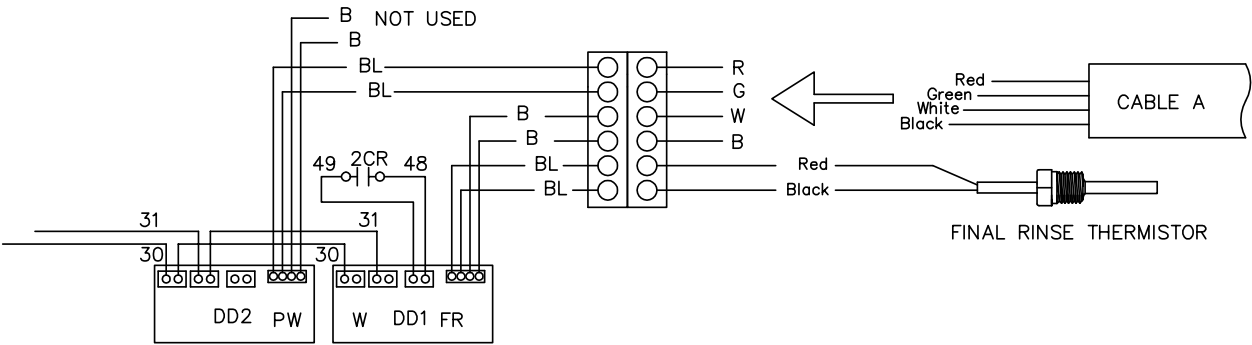 B NOT USED
B
BL R
BL G
B W
B B
49 2CR 48
BL Red
BL Black
Red
Green
White
Black
CABLE A
FINAL RINSE THERMISTOR
31 31
30 30
DD2 PW W DD1 FR